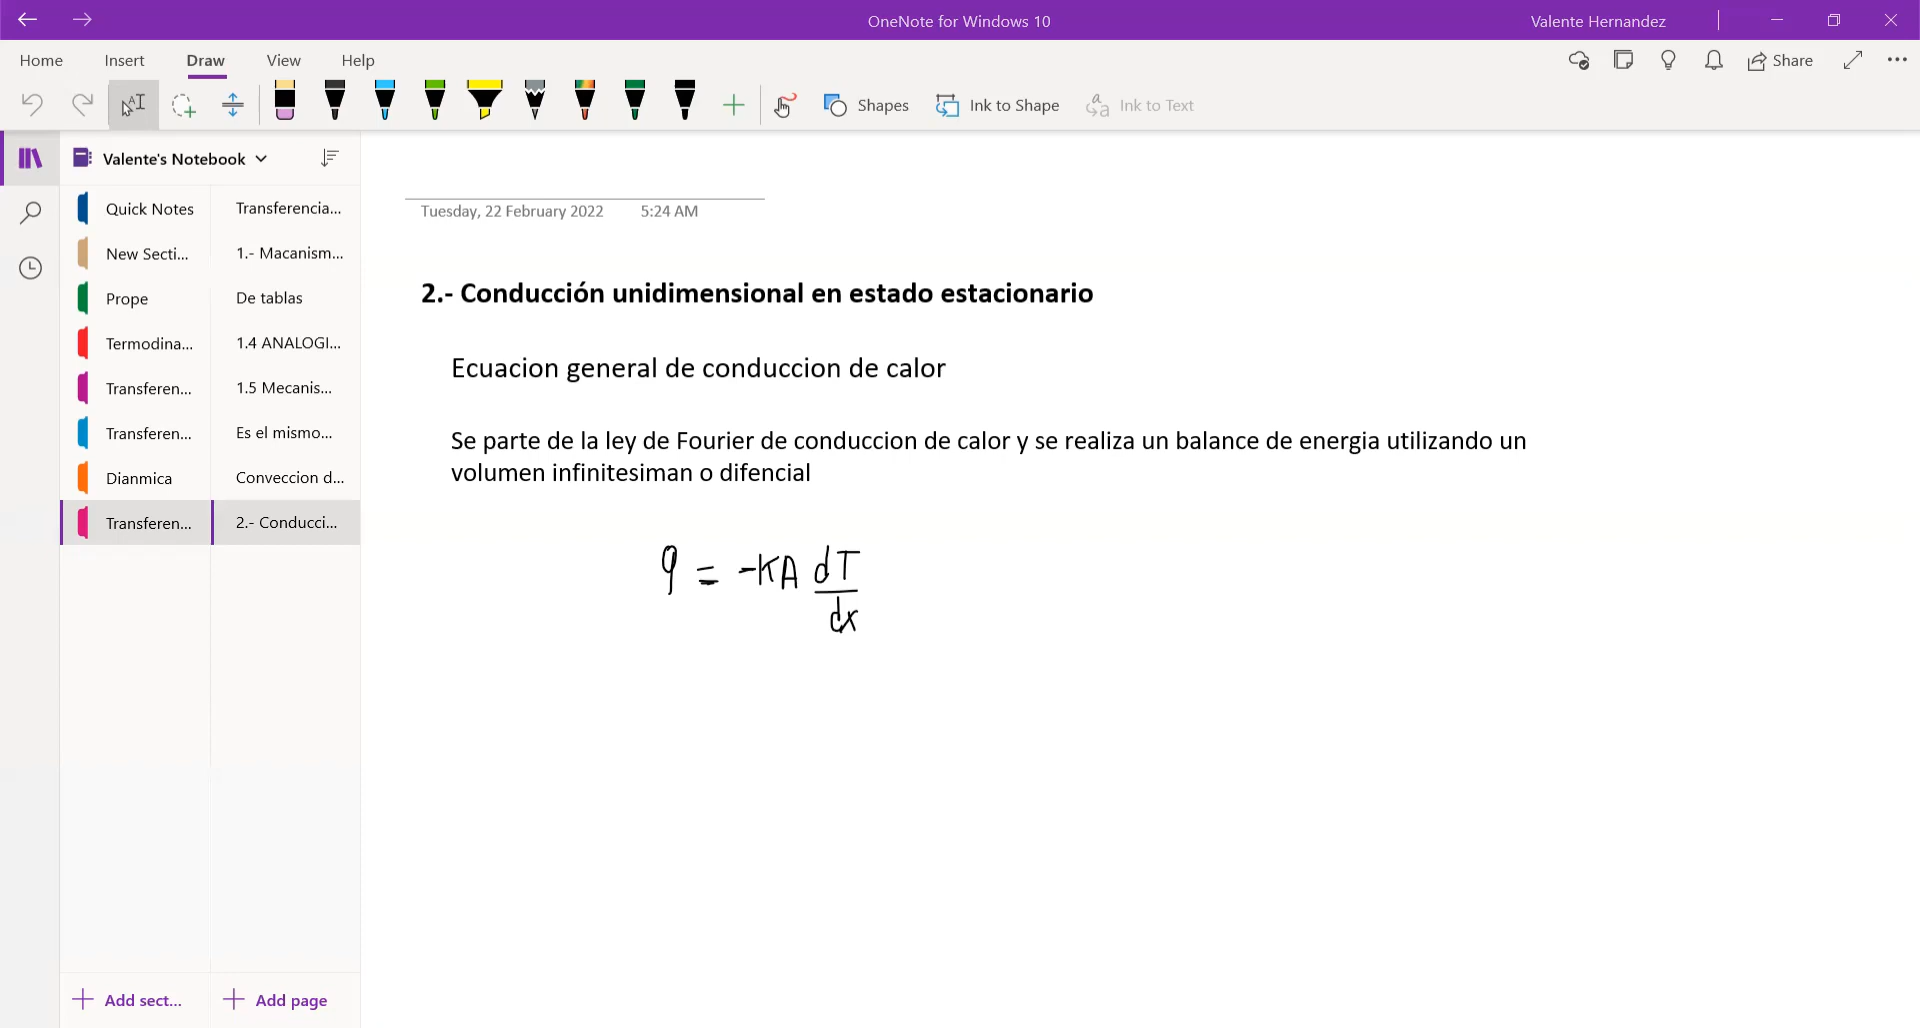 OneNote for Windows 10
Valente Hernandez
Home Insert Draw View Help
Share
Shapes
Ink to Shape
Ink to Text
Valente's Notebook
Quick Notes
New Secti...
Prope
Termodina...
Transferen...
Transferen...
Dianmica
Transferen...
Transferencia...
1.- Macanism...
De tablas
1.4 ANALOGI...
1.5 Mecanis...
Es el mismo...
Conveccion d...
2.- Conducci...
Add sect...
Add page
Tuesday, 22 February 2022 5:24 AM
2.- Conducción unidimensional en estado estacionario
Ecuacion general de conduccion de calor
Se parte de la ley de Fourier de conduccion de calor y se realiza un balance de energia utilizando un
volumen infinitesiman o difencial
q = -KA dT
dx